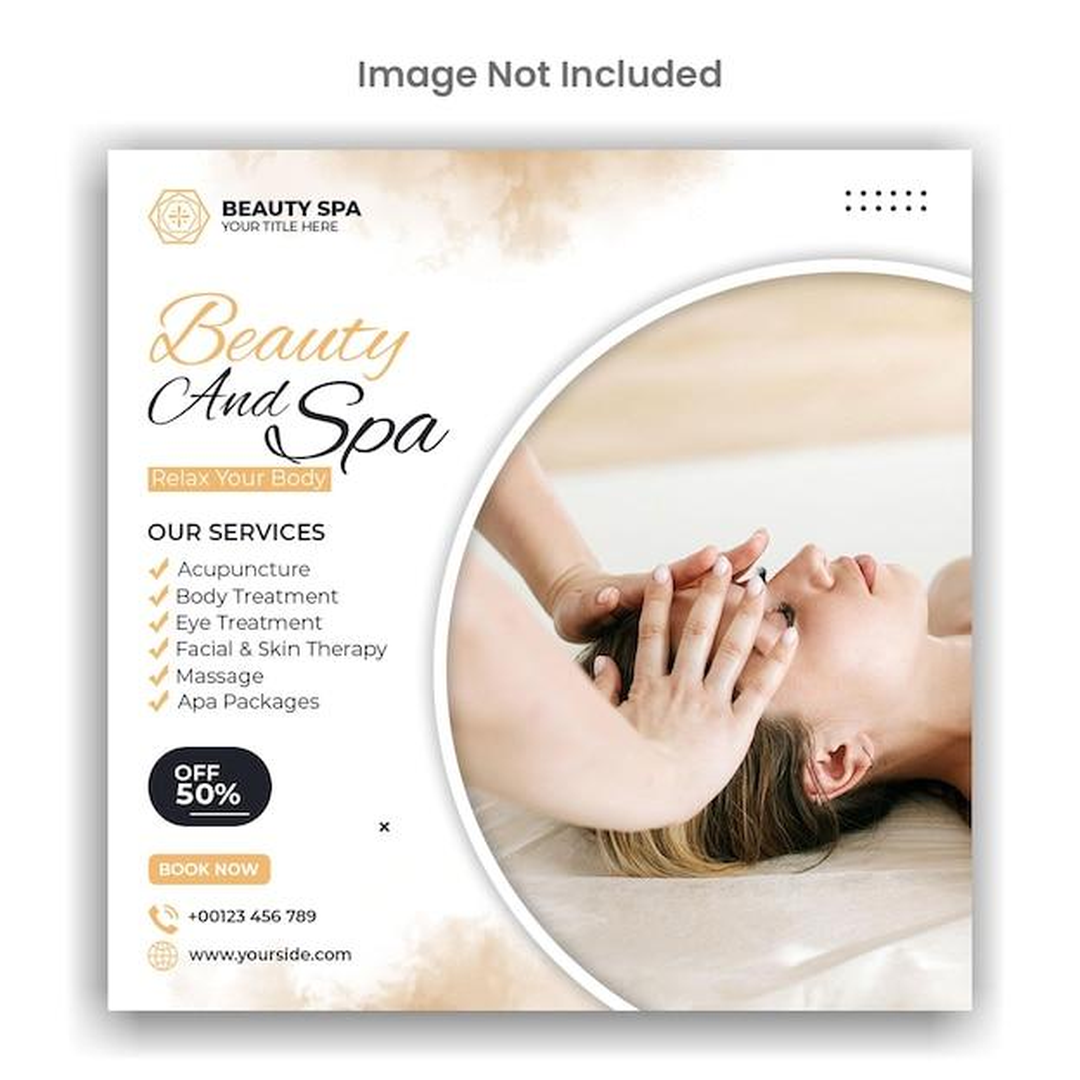 Image Not Included
BEAUTY SPA
YOUR TITLE HERE
Beauty
And Spa
Relax Your Body
OUR SERVICES
Acupuncture
Body Treatment
Eye Treatment
Facial & Skin Therapy
Massage
Apa Packages
OFF
50%
BOOK NOW
+00123 456 789
www.yourside.com